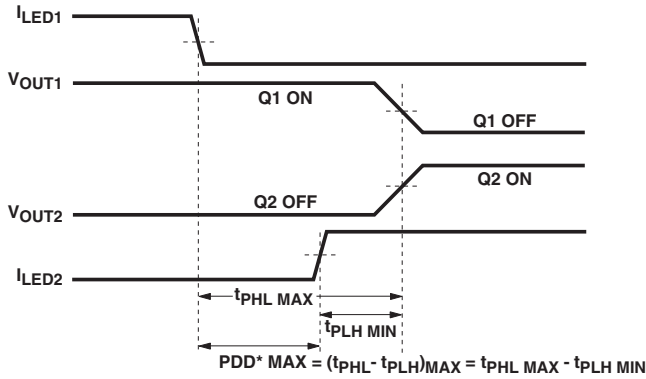 ILED1
VOUT1
Q1 ON
Q1 OFF
Q2 ON
Q2 OFF
VOUT2
ILED2
tPHL MAX
tPLH MIN
PDD* MAX = (tPHL- tPLH)MAX = tPHL MAX - tPLH MIN